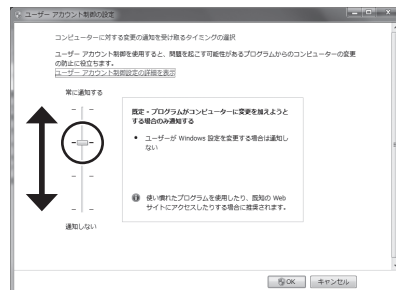 ユーザー アカウント制御の設定
コンピューターに対する変更の通知を受け取るタイミングの選択
ユーザー アカウント制御を使用すると、問題を起こす可能性があるプログラムからのコンピューターの変更
の防止に役立ちます。
ユーザー アカウント制御設定の詳細を表示
常に通知する
既定 - プログラムがコンピューターに変更を加えようと
する場合のみ通知する
• ユーザーが Windows 設定を変更する場合は通知し
ない
使い慣れたプログラムを使用したり、既知の Web
サイトにアクセスしたりする場合に推奨されます。
通知しない
OK
キャンセル